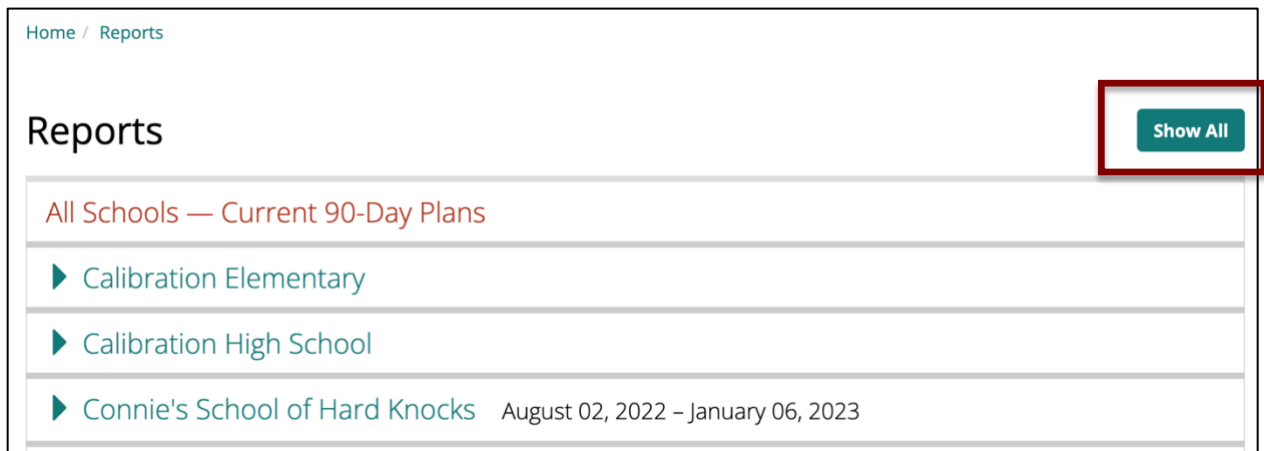 Home / Reports
Reports
Show All
All Schools — Current 90-Day Plans
Calibration Elementary
Calibration High School
Connie's School of Hard Knocks August 02, 2022 – January 06, 2023